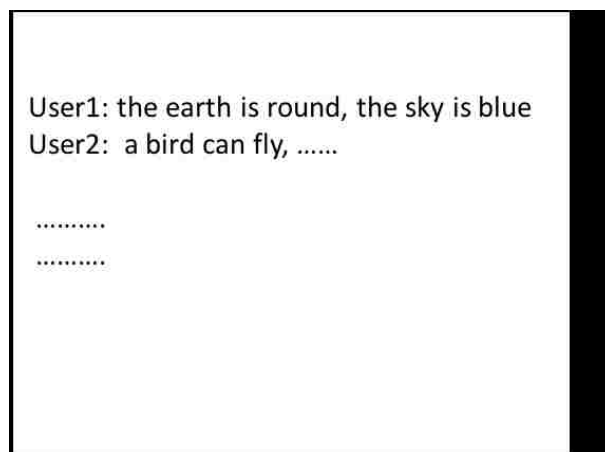 User1: the earth is round, the sky is blue
User2:  a bird can fly, ......
..........
..........